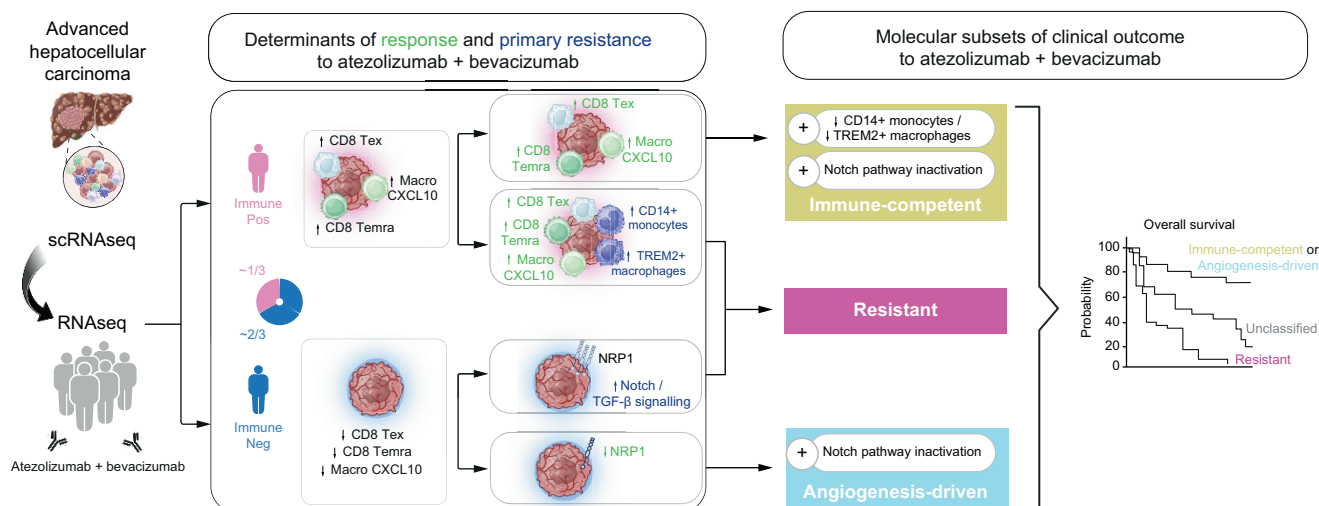 Advanced
hepatocellular
carcinoma
scRNAseq
RNAseq
Atezolizumab + bevacizumab
Determinants of response and primary resistance
to atezolizumab + bevacizumab
Immune
Pos
~1/3
~2/3
Immune
Neg
↑ CD8 Tex
↑ Macro
CXCL10
↑ CD8 Temra
↓ CD8 Tex
↓ CD8 Temra
↓ Macro CXCL10
↑ CD8 Tex
↑ CD8
Temra
↑ Macro
CXCL10
↑ CD8 Tex
↑ CD8
Temra
↑ Macro
CXCL10
↑ CD14+
monocytes
↑ TREM2+
macrophages
NRP1
↑ Notch /
TGF-β signalling
↓ NRP1
Molecular subsets of clinical outcome
to atezolizumab + bevacizumab
+
↓ CD14+ monocytes /
↓ TREM2+ macrophages
+
Notch pathway inactivation
Immune-competent
Resistant
+
Notch pathway inactivation
Angiogenesis-driven
Overall survival
Probability
100
80
60
40
20
0
Immune-competent or
Angiogenesis-driven
Unclassified
Resistant